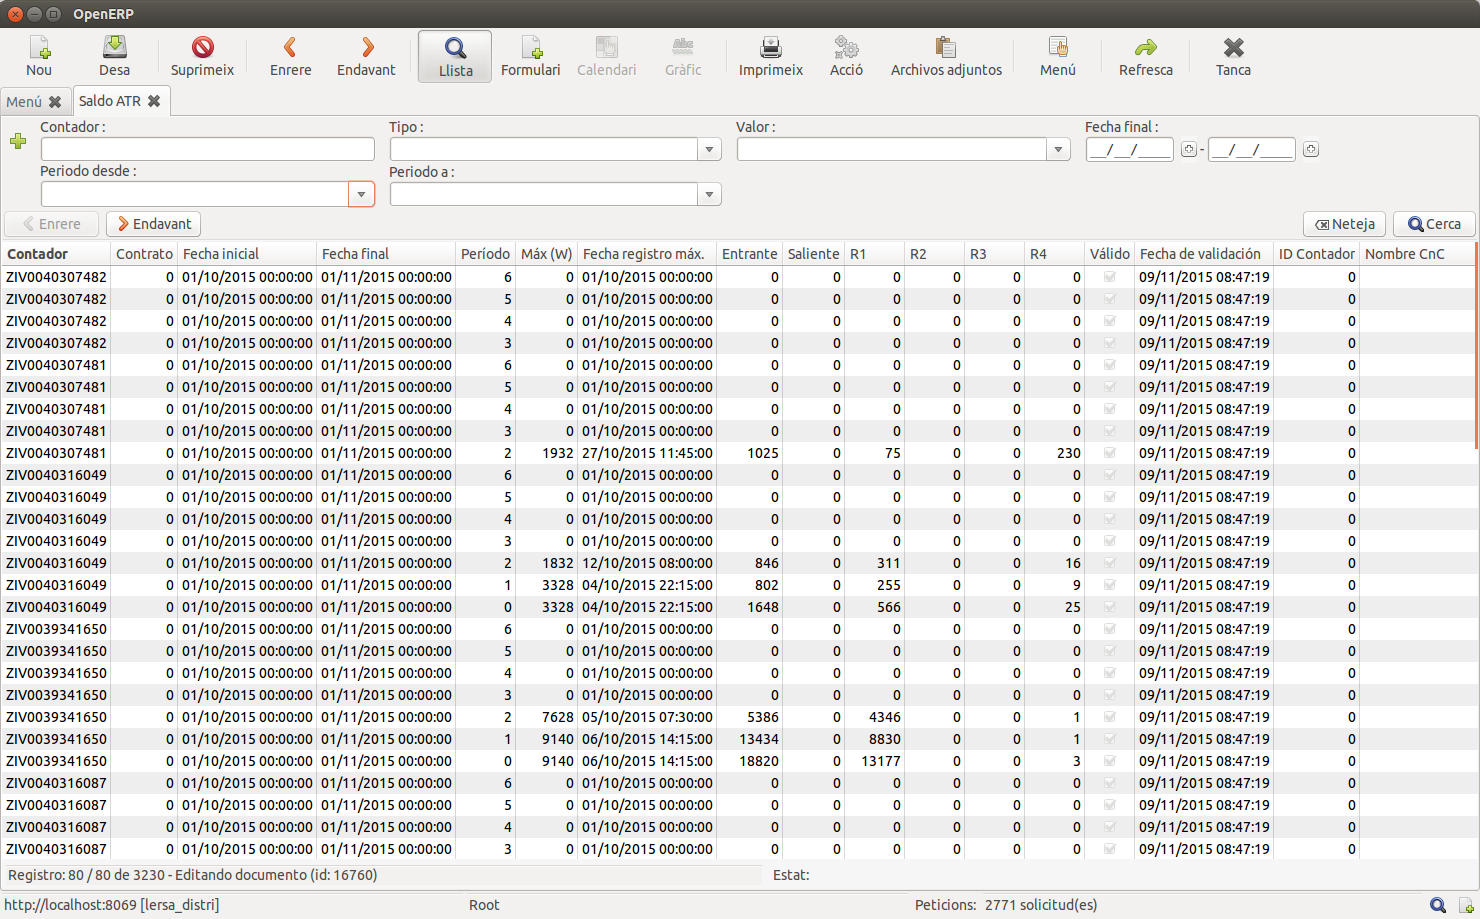 OpenERP
Nou Desa Suprimeix Enrere Endavant Llista Formulari Calendari Gràfic Imprimeix Acció Archivos adjuntos Menú Refresca Tanca
Menú Saldo ATR
Contador : Tipo : Valor : Fecha final :
__/__/____ - __/__/____
Periodo desde : Periodo a :
Enrere Endavant Neteja Cerca
Contador Contrato Fecha inicial Fecha final Período Máx (W) Fecha registro máx. Entrante Saliente R1 R2 R3 R4 Válido Fecha de validación ID Contador Nombre CnC
ZIV0040307482 0 01/10/2015 00:00:00 01/11/2015 00:00:00 6 0 01/10/2015 00:00:00 0 0 0 0 0 0 09/11/2015 08:47:19 0
ZIV0040307482 0 01/10/2015 00:00:00 01/11/2015 00:00:00 5 0 01/10/2015 00:00:00 0 0 0 0 0 0 09/11/2015 08:47:19 0
ZIV0040307482 0 01/10/2015 00:00:00 01/11/2015 00:00:00 4 0 01/10/2015 00:00:00 0 0 0 0 0 0 09/11/2015 08:47:19 0
ZIV0040307482 0 01/10/2015 00:00:00 01/11/2015 00:00:00 3 0 01/10/2015 00:00:00 0 0 0 0 0 0 09/11/2015 08:47:19 0
ZIV0040307481 0 01/10/2015 00:00:00 01/11/2015 00:00:00 6 0 01/10/2015 00:00:00 0 0 0 0 0 0 09/11/2015 08:47:19 0
ZIV0040307481 0 01/10/2015 00:00:00 01/11/2015 00:00:00 5 0 01/10/2015 00:00:00 0 0 0 0 0 0 09/11/2015 08:47:19 0
ZIV0040307481 0 01/10/2015 00:00:00 01/11/2015 00:00:00 4 0 01/10/2015 00:00:00 0 0 0 0 0 0 09/11/2015 08:47:19 0
ZIV0040307481 0 01/10/2015 00:00:00 01/11/2015 00:00:00 3 0 01/10/2015 00:00:00 0 0 0 0 0 0 09/11/2015 08:47:19 0
ZIV0040307481 0 01/10/2015 00:00:00 01/11/2015 00:00:00 2 1932 27/10/2015 11:45:00 1025 0 75 0 0 230 09/11/2015 08:47:19 0
ZIV0040316049 0 01/10/2015 00:00:00 01/11/2015 00:00:00 6 0 01/10/2015 00:00:00 0 0 0 0 0 0 09/11/2015 08:47:19 0
ZIV0040316049 0 01/10/2015 00:00:00 01/11/2015 00:00:00 5 0 01/10/2015 00:00:00 0 0 0 0 0 0 09/11/2015 08:47:19 0
ZIV0040316049 0 01/10/2015 00:00:00 01/11/2015 00:00:00 4 0 01/10/2015 00:00:00 0 0 0 0 0 0 09/11/2015 08:47:19 0
ZIV0040316049 0 01/10/2015 00:00:00 01/11/2015 00:00:00 3 0 01/10/2015 00:00:00 0 0 0 0 0 0 09/11/2015 08:47:19 0
ZIV0040316049 0 01/10/2015 00:00:00 01/11/2015 00:00:00 2 1832 12/10/2015 08:00:00 846 0 311 0 0 16 09/11/2015 08:47:19 0
ZIV0040316049 0 01/10/2015 00:00:00 01/11/2015 00:00:00 1 3328 04/10/2015 22:15:00 802 0 255 0 0 9 09/11/2015 08:47:19 0
ZIV0040316049 0 01/10/2015 00:00:00 01/11/2015 00:00:00 0 3328 04/10/2015 22:15:00 1648 0 566 0 0 25 09/11/2015 08:47:19 0
ZIV0039341650 0 01/10/2015 00:00:00 01/11/2015 00:00:00 6 0 01/10/2015 00:00:00 0 0 0 0 0 0 09/11/2015 08:47:19 0
ZIV0039341650 0 01/10/2015 00:00:00 01/11/2015 00:00:00 5 0 01/10/2015 00:00:00 0 0 0 0 0 0 09/11/2015 08:47:19 0
ZIV0039341650 0 01/10/2015 00:00:00 01/11/2015 00:00:00 4 0 01/10/2015 00:00:00 0 0 0 0 0 0 09/11/2015 08:47:19 0
ZIV0039341650 0 01/10/2015 00:00:00 01/11/2015 00:00:00 3 0 01/10/2015 00:00:00 0 0 0 0 0 0 09/11/2015 08:47:19 0
ZIV0039341650 0 01/10/2015 00:00:00 01/11/2015 00:00:00 2 7628 05/10/2015 07:30:00 5386 0 4346 0 0 1 09/11/2015 08:47:19 0
ZIV0039341650 0 01/10/2015 00:00:00 01/11/2015 00:00:00 1 9140 06/10/2015 14:15:00 13434 0 8830 0 0 1 09/11/2015 08:47:19 0
ZIV0039341650 0 01/10/2015 00:00:00 01/11/2015 00:00:00 0 9140 06/10/2015 14:15:00 18820 0 13177 0 0 3 09/11/2015 08:47:19 0
ZIV0040316087 0 01/10/2015 00:00:00 01/11/2015 00:00:00 6 0 01/10/2015 00:00:00 0 0 0 0 0 0 09/11/2015 08:47:19 0
ZIV0040316087 0 01/10/2015 00:00:00 01/11/2015 00:00:00 5 0 01/10/2015 00:00:00 0 0 0 0 0 0 09/11/2015 08:47:19 0
ZIV0040316087 0 01/10/2015 00:00:00 01/11/2015 00:00:00 4 0 01/10/2015 00:00:00 0 0 0 0 0 0 09/11/2015 08:47:19 0
ZIV0040316087 0 01/10/2015 00:00:00 01/11/2015 00:00:00 3 0 01/10/2015 00:00:00 0 0 0 0 0 0 09/11/2015 08:47:19 0
Registro: 80 / 80 de 3230 - Editando documento (id: 16760) Estat:
http://localhost:8069 [lersa_distri] Root Peticions: 2771 solicitud(es)